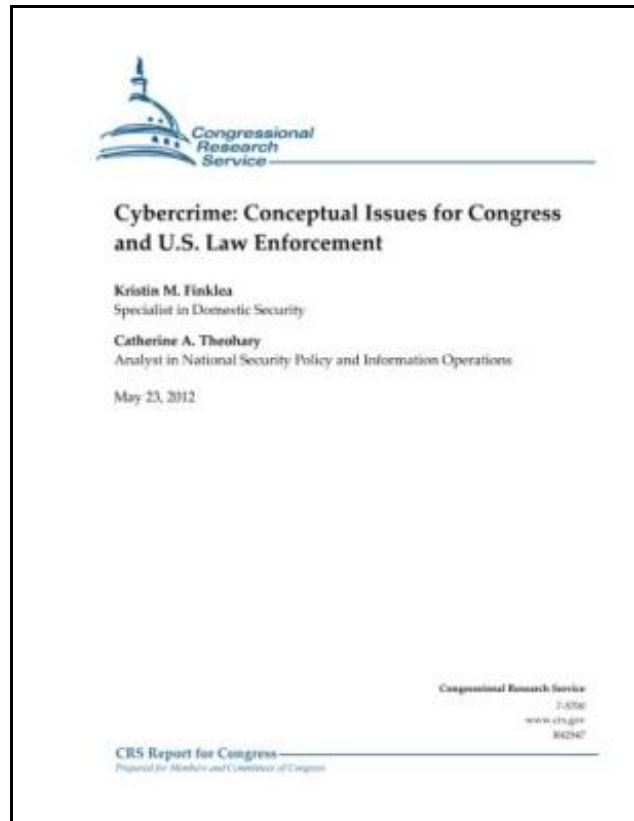 Congressional
Research
Service
Cybercrime: Conceptual Issues for Congress
and U.S. Law Enforcement
Kristin M. Finklea
Specialist in Domestic Security
Catherine A. Theohary
Analyst in National Security Policy and Information Operations
May 23, 2012
Congressional Research Service
7-5700
www.crs.gov
CRS Report for Congress
Prepared for Members and Committees of Congress